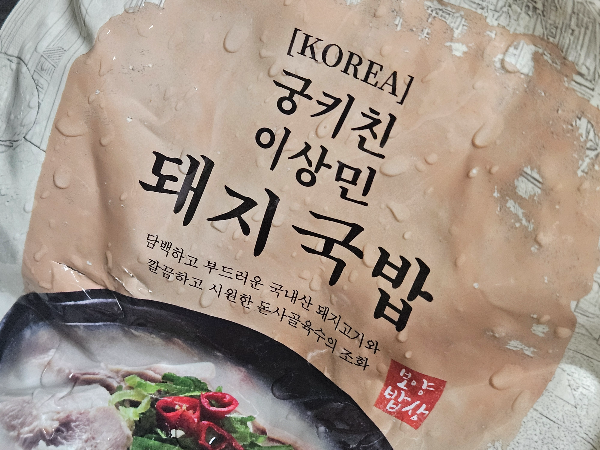 [KOREA]
궁키친
이상민
돼지국밥
담백하고 부드러운 국내산 돼지고기와
깔끔하고 시원한 돈사골육수의 조화
보양
밥상